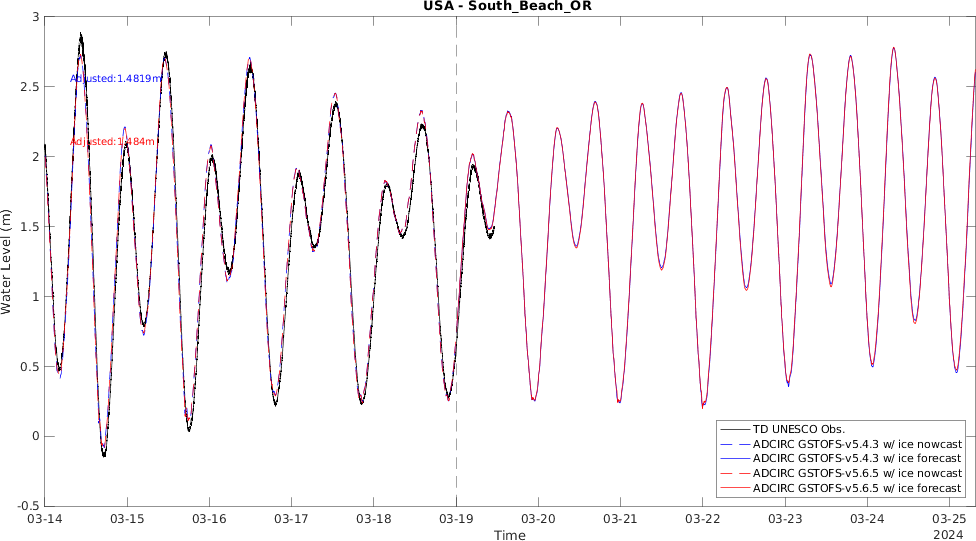 USA - South_Beach_OR
3
2.5
2
1.5
1
0.5
0
-0.5
Water Level (m)
Adjusted:1.4819m
Adjusted:1.484m
TD UNESCO Obs.
ADCIRC GSTOFS-v5.4.3 w/ ice nowcast
ADCIRC GSTOFS-v5.4.3 w/ ice forecast
ADCIRC GSTOFS-v5.6.5 w/ ice nowcast
ADCIRC GSTOFS-v5.6.5 w/ ice forecast
03-14 03-15 03-16 03-17 03-18 03-19 03-20 03-21 03-22 03-23 03-24 03-25
Time
2024